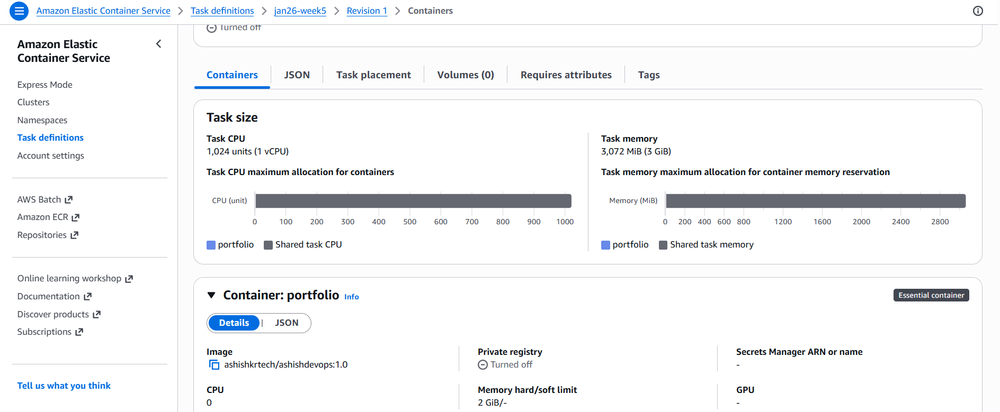 Amazon Elastic Container Service > Task definitions > jan26-week5 > Revision 1 > Containers
Amazon Elastic
Container Service
Express Mode
Clusters
Namespaces
Task definitions
Account settings
AWS Batch
Amazon ECR
Repositories
Online learning workshop
Documentation
Discover products
Subscriptions
Tell us what you think
Turned off
Containers
JSON
Task placement
Volumes (0)
Requires attributes
Tags
Task size
Task CPU
1,024 units (1 vCPU)
Task CPU maximum allocation for containers
CPU (unit)
0 100 200 300 400 500 600 700 800 900 1000
portfolio
Shared task CPU
Task memory
3,072 MiB (3 GiB)
Task memory maximum allocation for container memory reservation
Memory (MiB)
0 200 400 600 800 1200 1600 2000 2400 2800
portfolio
Shared task memory
Container: portfolio Info
Essential container
Details | JSON
Image
ashishkrtech/ashishdevops:1.0
Private registry
Turned off
Secrets Manager ARN or name
-
CPU
0
Memory hard/soft limit
2 GiB/-
GPU
-